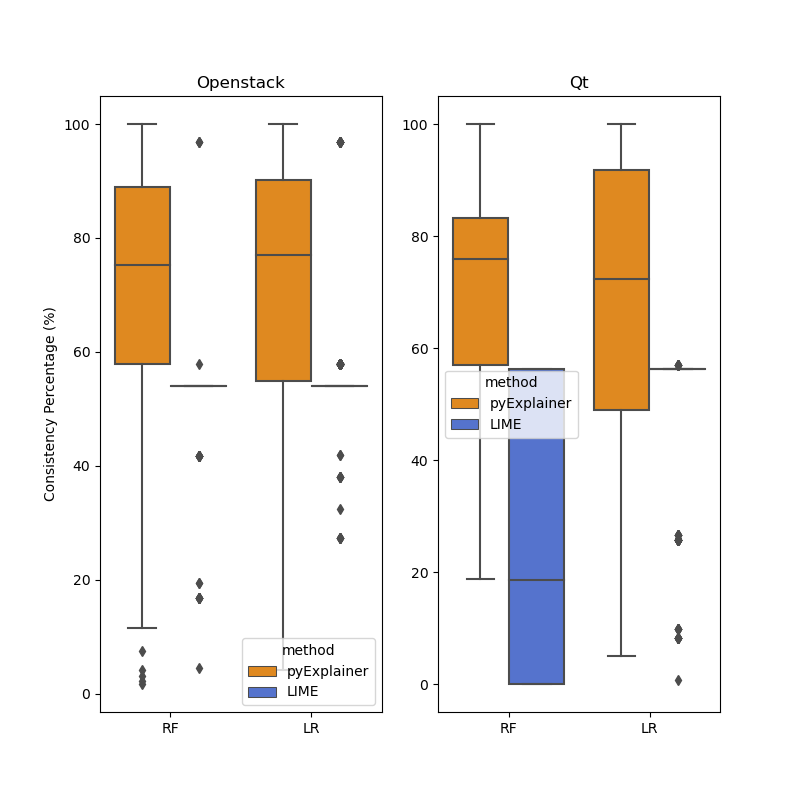 Openstack
Qt
Consistency Percentage (%)
100
80
60
40
20
0
method
pyExplainer
LIME
RF
LR
100
80
60
40
20
0
method
pyExplainer
LIME
RF
LR